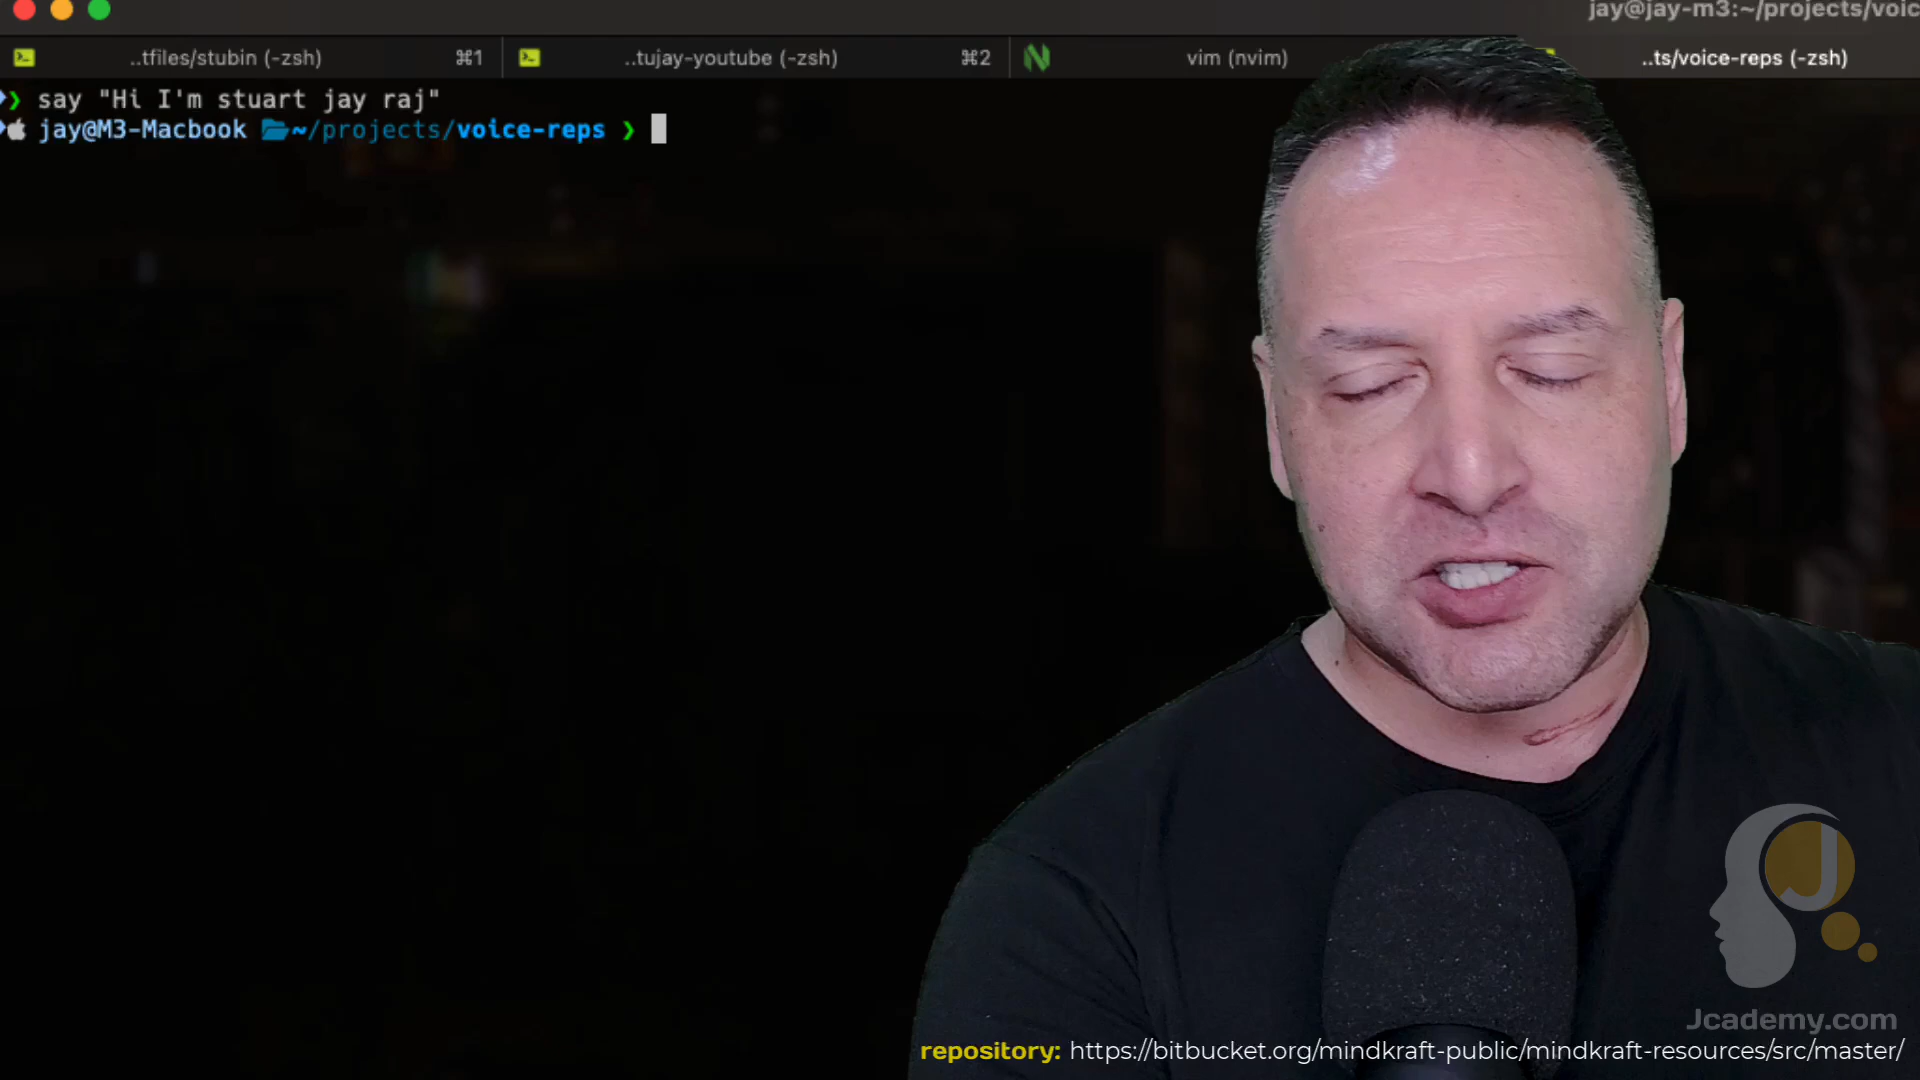 jay@jay-m3:~/projects/voic
..tfiles/stubin (-zsh) ⌘1 ..tujay-youtube (-zsh) ⌘2 vim (nvim) ..ts/voice-reps (-zsh)
❯ say "Hi I'm stuart jay raj"
jay@M3-Macbook ~/projects/voice-reps ❯
J
Jcademy.com
repository: https://bitbucket.org/mindkraft-public/mindkraft-resources/src/master/